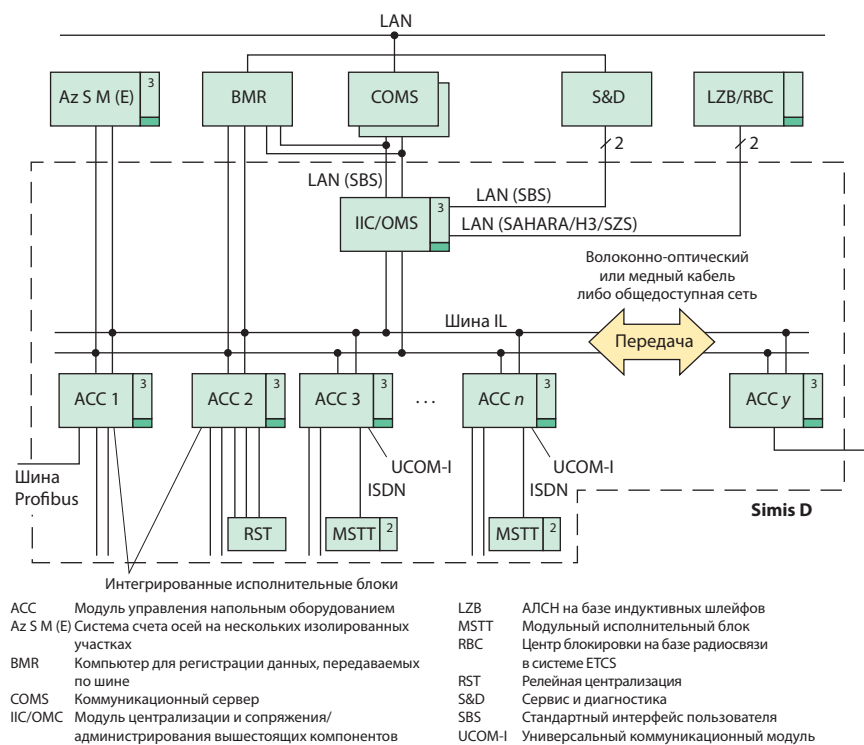 LAN
Az S M (E)
3
BMR
COMS
S&D
LZB/RBC
2
2
LAN (SBS)
LAN (SBS)
IIC/OMS
3
LAN (SAHARA/H3/SZS)
Волоконно-оптический
или медный кабель
либо общедоступная сеть
Шина IL
Передача
ACC 1
3
ACC 2
3
ACC 3
3
...
ACC n
3
ACC y
3
UCOM-I
UCOM-I
Шина
Profibus
ISDN
ISDN
Simis D
RST
MSTT
2
MSTT
2
Интегрированные исполнительные блоки
ACC Модуль управления напольным оборудованием
Az S M (E) Система счета осей на нескольких изолированных
участках
BMR Компьютер для регистрации данных, передаваемых
по шине
COMS Коммуникационный сервер
IIC/OMC Модуль централизации и сопряжения/
администрирования вышестоящих компонентов
LZB АЛСН на базе индуктивных шлейфов
MSTT Модульный исполнительный блок
RBC Центр блокировки на базе радиосвязи
в системе ETCS
RST Релейная централизация
S&D Сервис и диагностика
SBS Стандартный интерфейс пользователя
UCOM-I Универсальный коммуникационный модуль